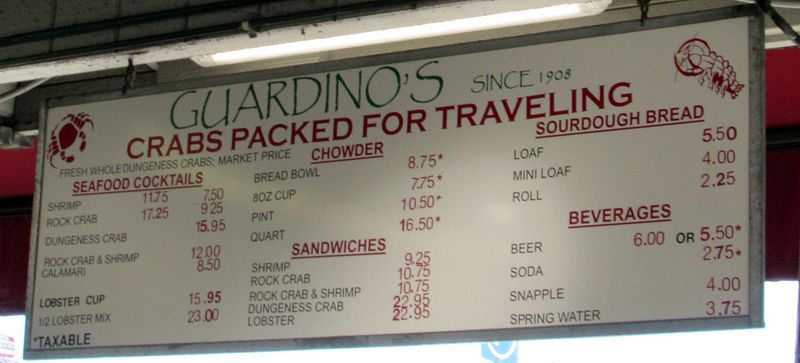 GUARDINO'S SINCE 1908
CRABS PACKED FOR TRAVELING
FRESH WHOLE DUNGENESS CRABS; MARKET PRICE
SEAFOOD COCKTAILS
SHRIMP 11.75 7.50
ROCK CRAB 17.25 9.25
DUNGENESS CRAB 15.95
ROCK CRAB & SHRIMP 12.00
CALAMARI 8.50
LOBSTER CUP 15.95
1/2 LOBSTER MIX 23.00
*TAXABLE
CHOWDER
BREAD BOWL 8.75*
8OZ CUP 7.75*
PINT 10.50*
QUART 16.50*
SANDWICHES
SHRIMP 9.25
ROCK CRAB 10.75
ROCK CRAB & SHRIMP 10.75
DUNGENESS CRAB 22.95
LOBSTER 22.95
SOURDOUGH BREAD
LOAF 5.50
MINI LOAF 4.00
ROLL 2.25
BEVERAGES
BEER 6.00 OR 5.50*
SODA 2.75*
SNAPPLE 4.00
SPRING WATER 3.75